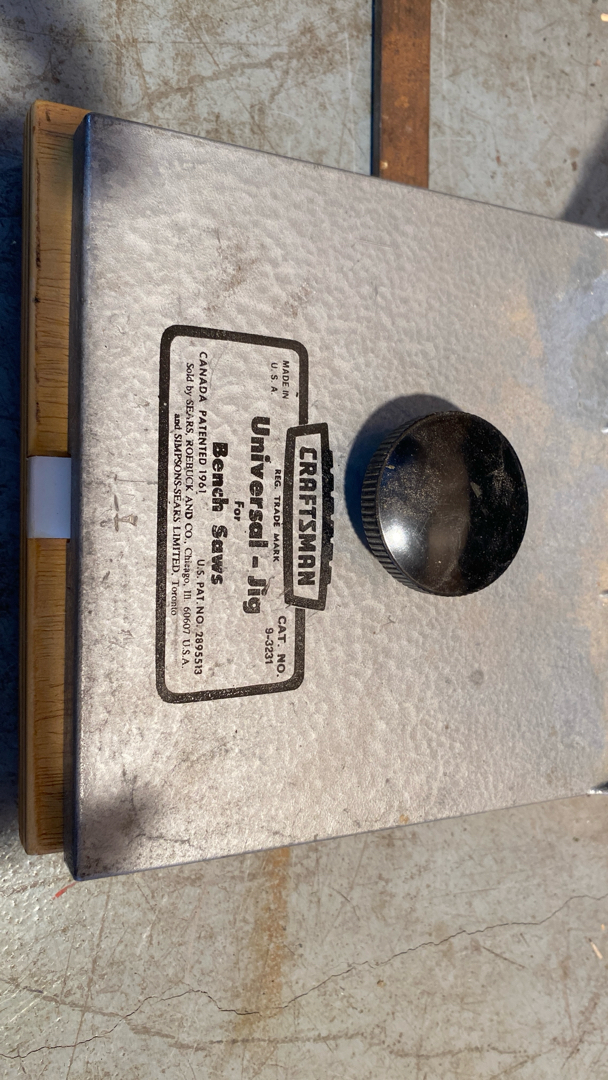 CRAFTSMAN
MADE IN
U.S.A
REG. TRADE MARK
CAT. NO.
9-3231
Universal-Jig
For
Bench Saws
CANADA PATENTED 1961 U.S. PAT. NO. 2895513
Sold by SEARS, ROEBUCK AND CO., Chicago, Ill. 60607 U.S.A.
and SIMPSONS-SEARS LIMITED, Toronto